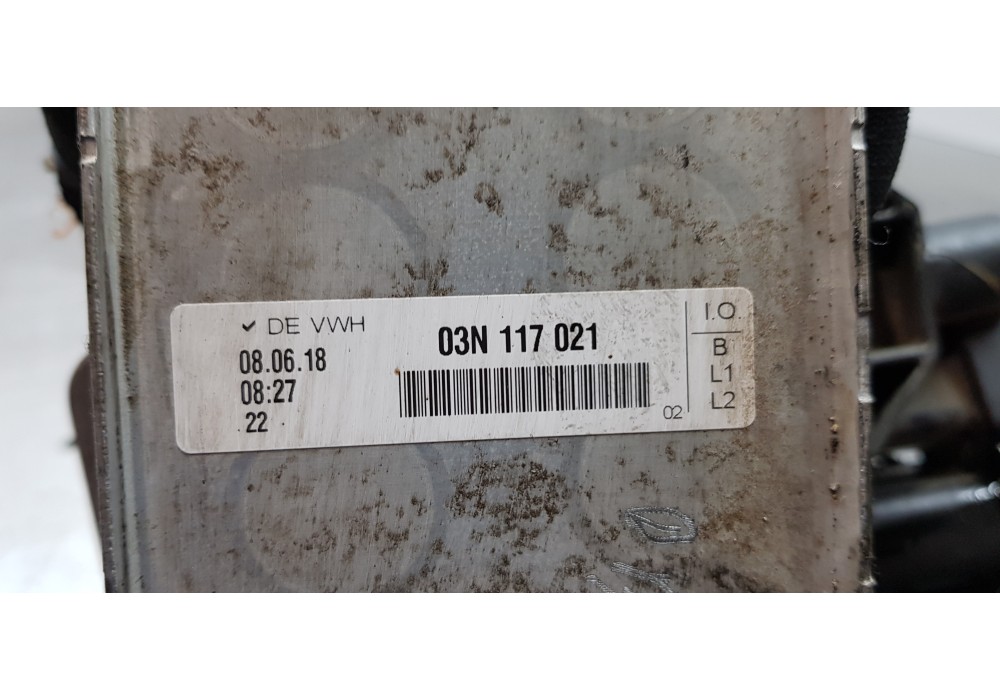 ✓ DE VWH
08.06.18
08:27
22
03N 117 021
02
I.O.
B
L1
L2